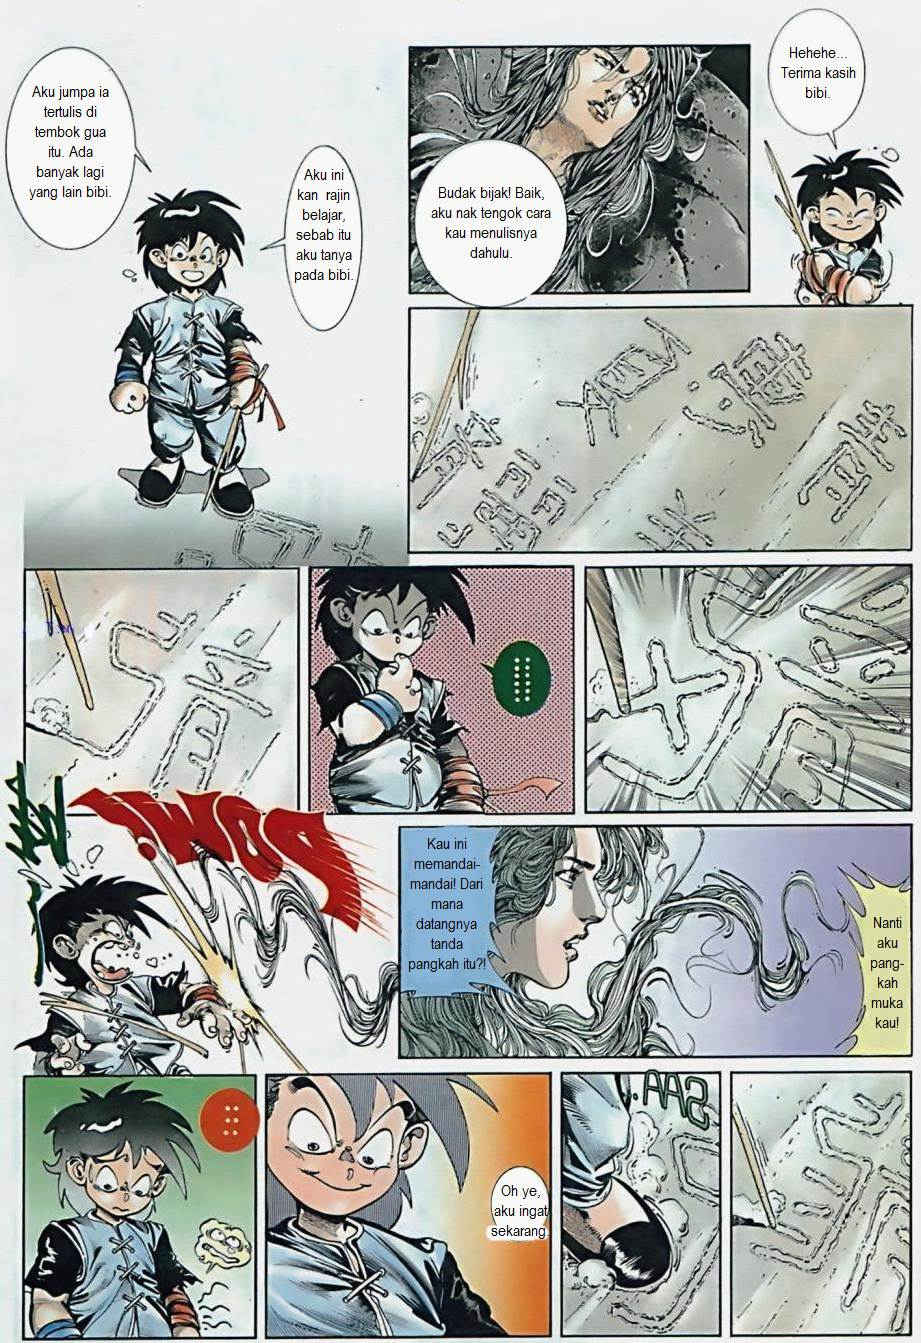 Aku jumpa ia
tertulis di
tembok gua
itu. Ada
banyak lagi
yang lain bibi.
Aku ini
kan rajin
belajar,
sebab itu
aku tanya
pada bibi.
Budak bijak! Baik,
aku nak tengok cara
kau menulisnya
dahulu.
Hehehe...
Terima kasih
bibi.
POW!
Kau ini
memandai-
mandai! Dari
mana
datangnya
tanda
pangkah itu?!
Nanti
aku
pang-
kah
muka
kau!
Oh ye,
aku ingat
sekarang.